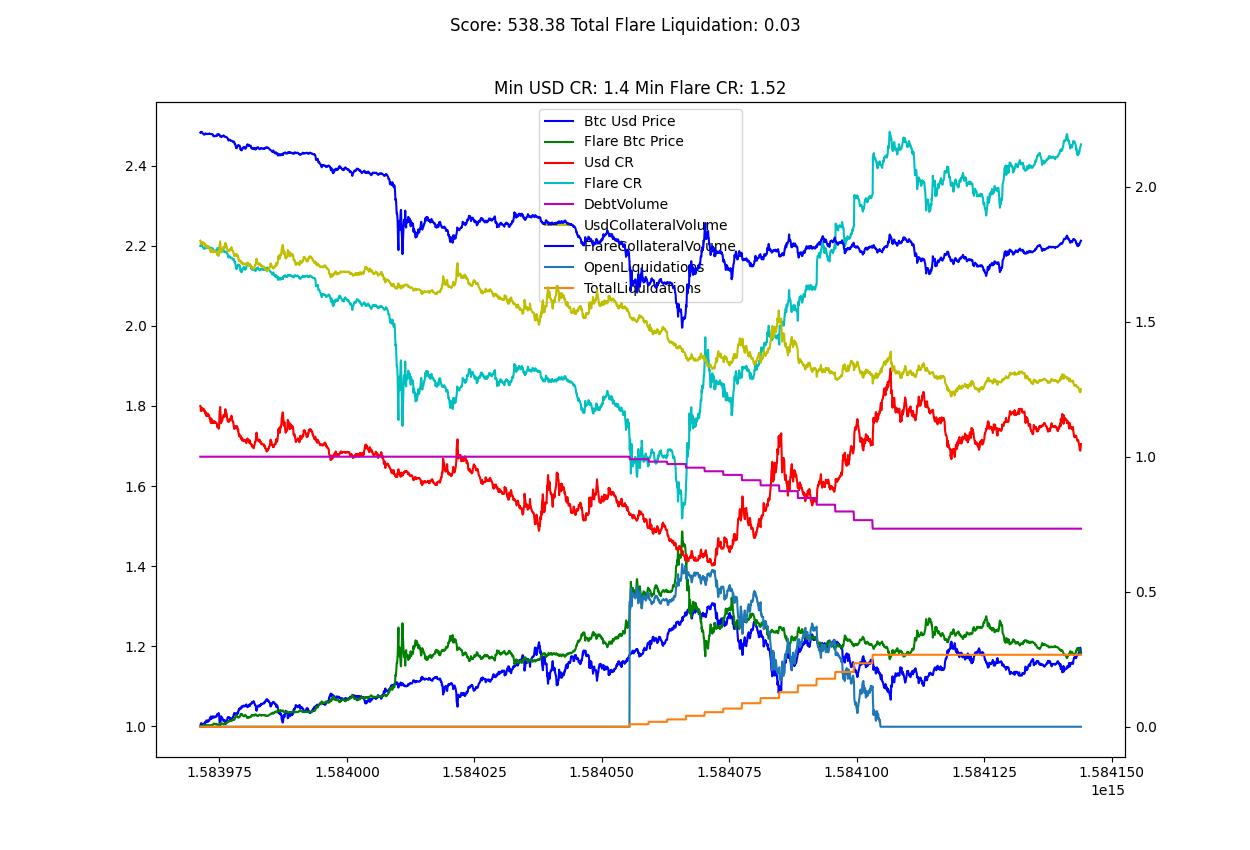 Score: 538.38 Total Flare Liquidation: 0.03
Min USD CR: 1.4 Min Flare CR: 1.52
Btc Usd Price
Flare Btc Price
Usd CR
Flare CR
DebtVolume
UsdCollateralVolume
FlareCollateralVolume
OpenLiquidations
TotalLiquidations
2.4
2.2
2.0
1.8
1.6
1.4
1.2
1.0
2.0
1.5
1.0
0.5
0.0
1.583975 1.584000 1.584025 1.584050 1.584075 1.584100 1.584125 1.584150
1e15